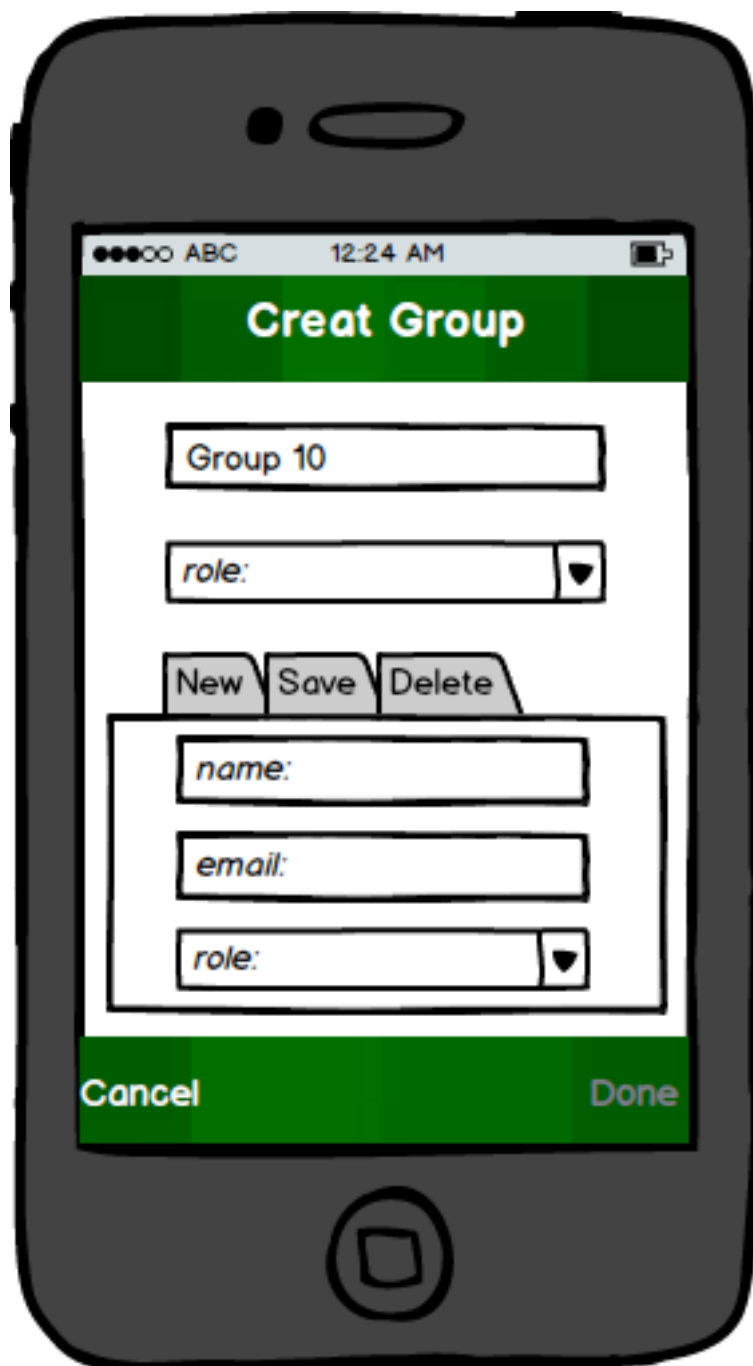 ABC 12:24 AM
Creat Group
Group 10
role:
New Save Delete
name:
email:
role:
Cancel Done